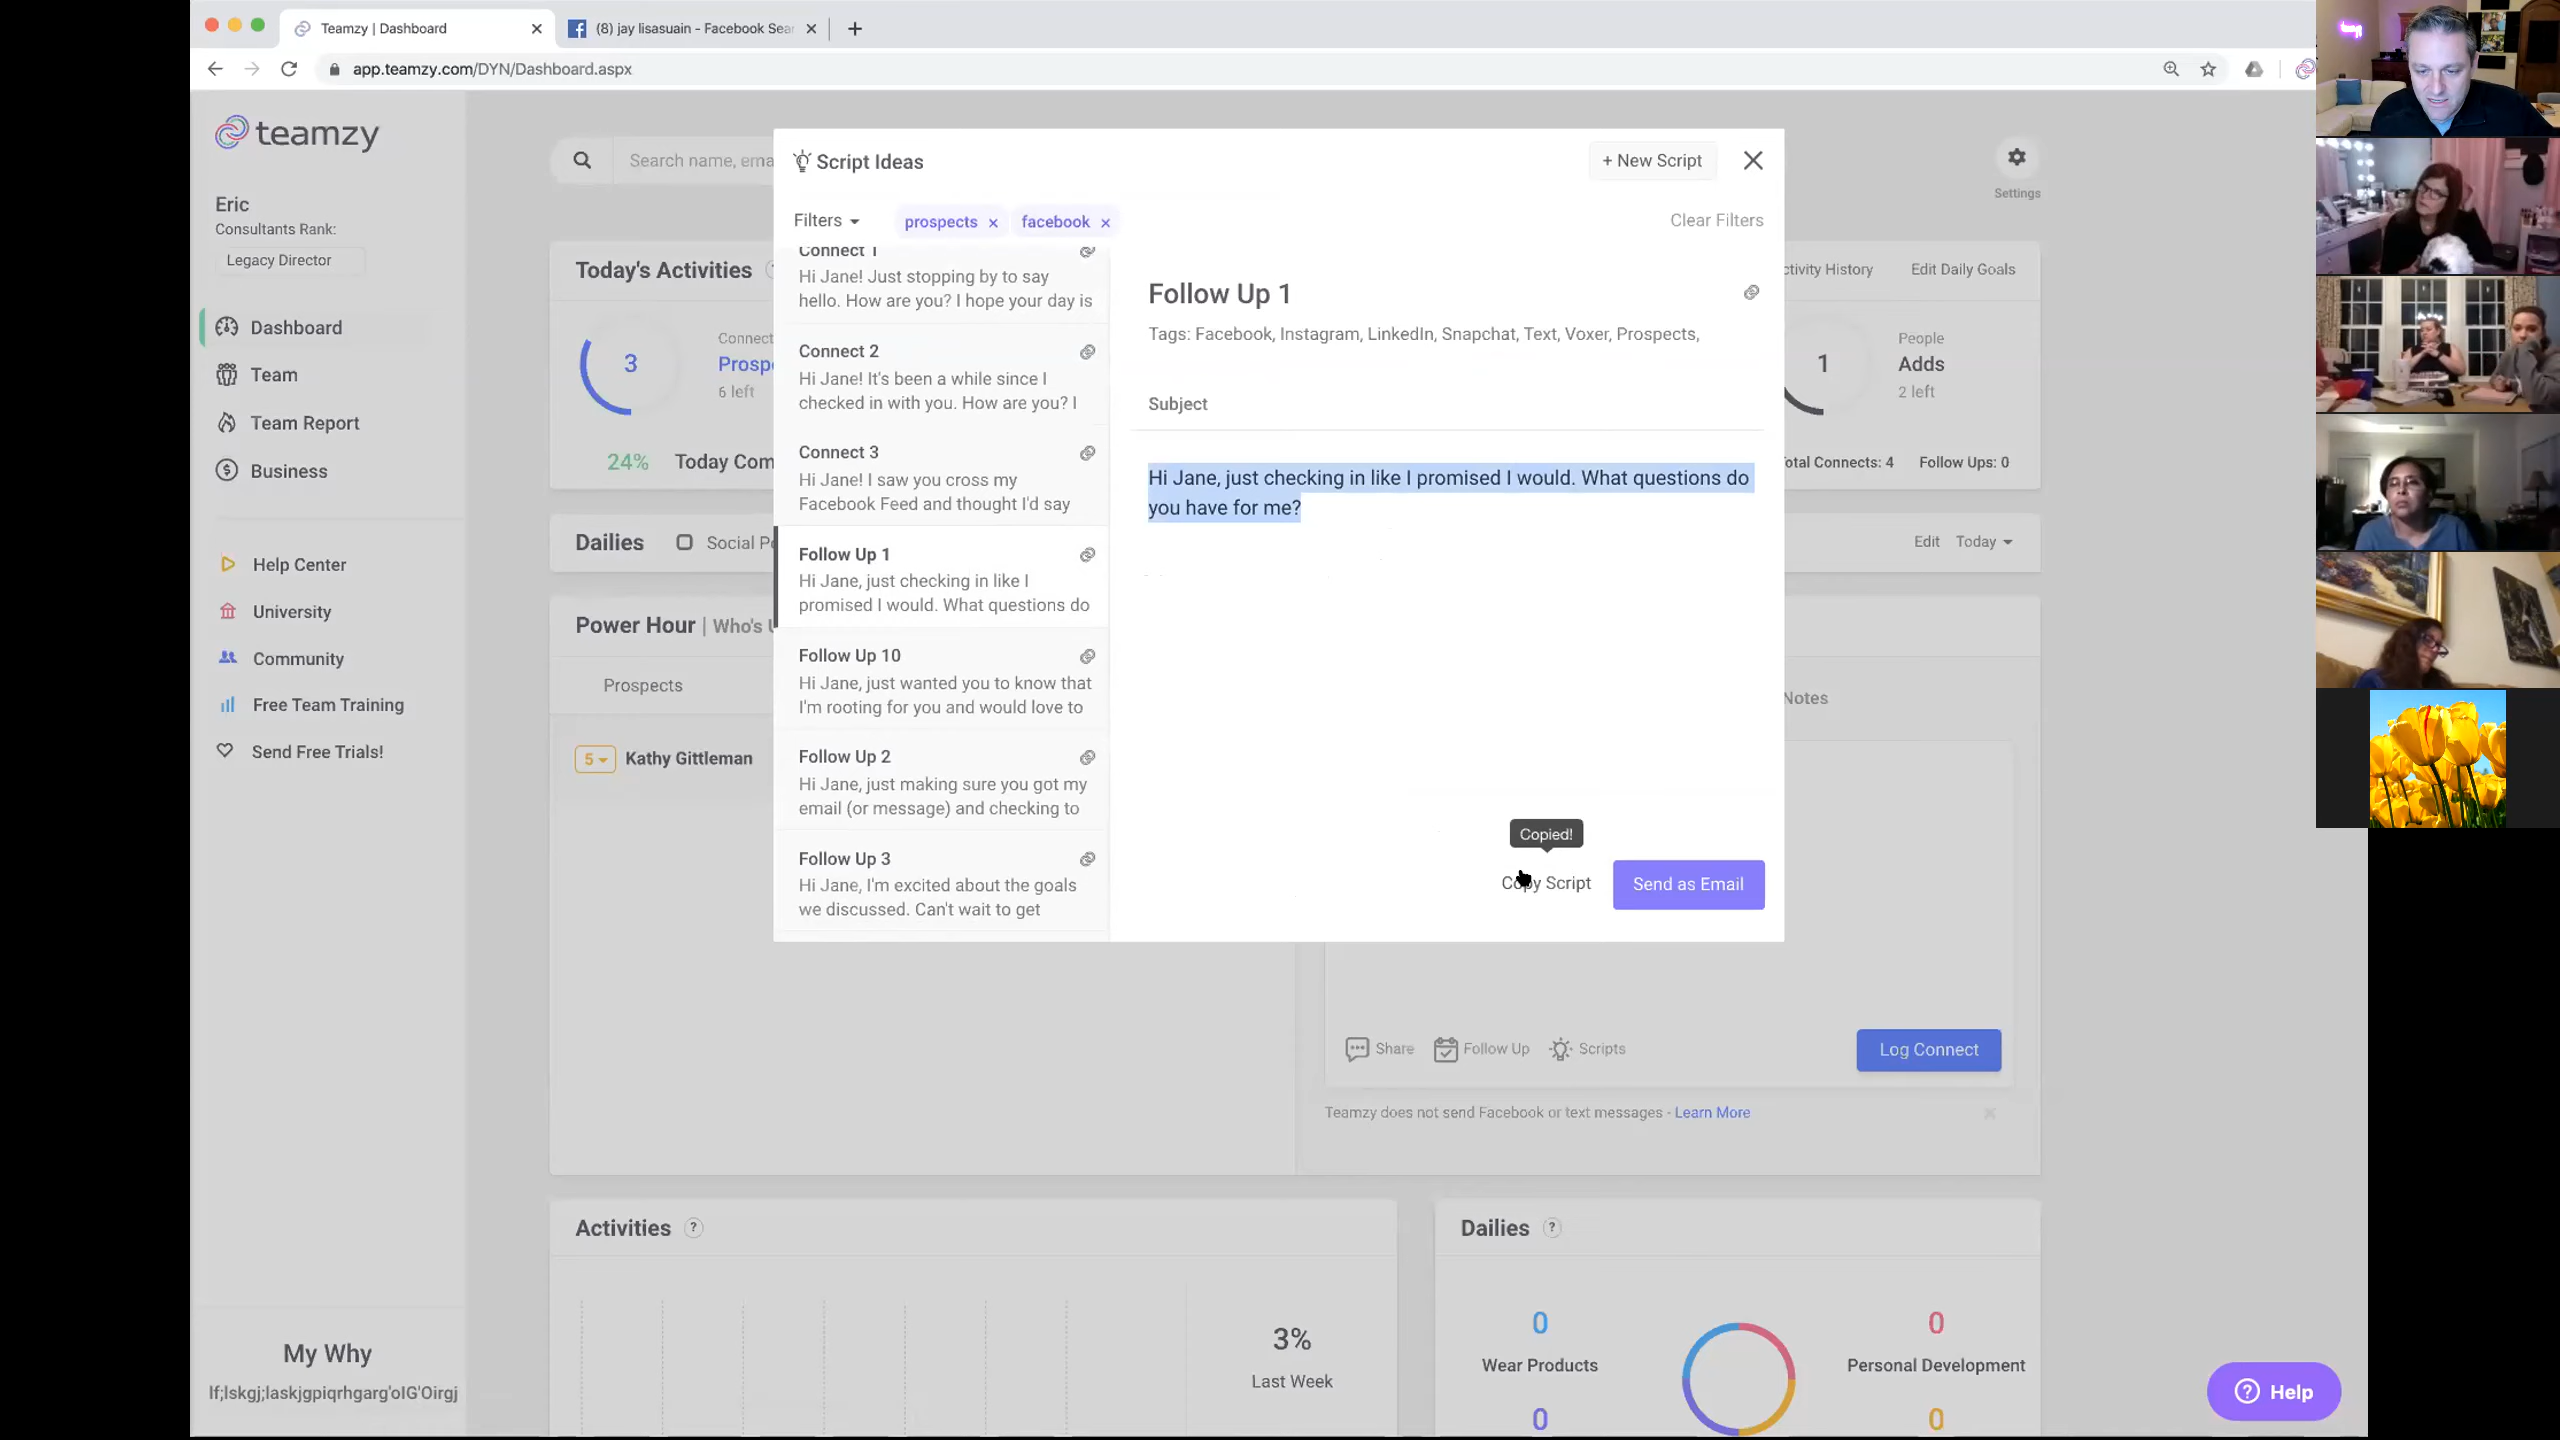 Teamzy | Dashboard
(8) jay lisasuain - Facebook Sear
app.teamzy.com/DYN/Dashboard.aspx
teamzy
Eric
Consultants Rank:
Legacy Director
Dashboard
Team
Team Report
Business
Help Center
University
Community
Free Team Training
Send Free Trials!
My Why
lf;lskgj;laskjgpiqrhgarg'oIG'Oirgj
Search name, ema
Settings
Today's Activities
3
Connect
Prosp
6 left
24% Today Com
Dailies Social Po
Power Hour | Who's U
Prospects
5 Kathy Gittleman
Script Ideas
+ New Script
Filters
prospects x
facebook x
Clear Filters
Connect 1
Hi Jane! Just stopping by to say
hello. How are you? I hope your day is
Connect 2
Hi Jane! It's been a while since I
checked in with you. How are you? I
Connect 3
Hi Jane! I saw you cross my
Facebook Feed and thought I'd say
Follow Up 1
Hi Jane, just checking in like I
promised I would. What questions do
Follow Up 10
Hi Jane, just wanted you to know that
I'm rooting for you and would love to
Follow Up 2
Hi Jane, just making sure you got my
email (or message) and checking to
Follow Up 3
Hi Jane, I'm excited about the goals
we discussed. Can't wait to get
Follow Up 1
Tags: Facebook, Instagram, LinkedIn, Snapchat, Text, Voxer, Prospects,
Subject
Hi Jane, just checking in like I promised I would. What questions do
you have for me?
Copied!
Copy Script
Send as Email
ctivity History
Edit Daily Goals
1
People
Adds
2 left
otal Connects: 4
Follow Ups: 0
Edit
Today
Notes
Share
Follow Up
Scripts
Log Connect
Teamzy does not send Facebook or text messages - Learn More
Activities ?
3%
Last Week
Dailies ?
0
Wear Products
0
0
Personal Development
0
? Help